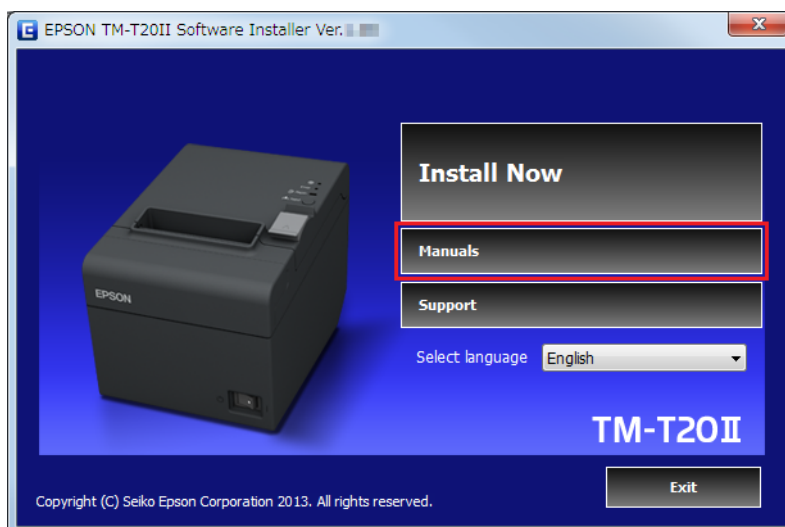 EPSON TM-T20II Software Installer Ver.
Install Now
Manuals
EPSON
Support
Select language English
TM-T20II
Exit
Copyright (C) Seiko Epson Corporation 2013. All rights reserved.